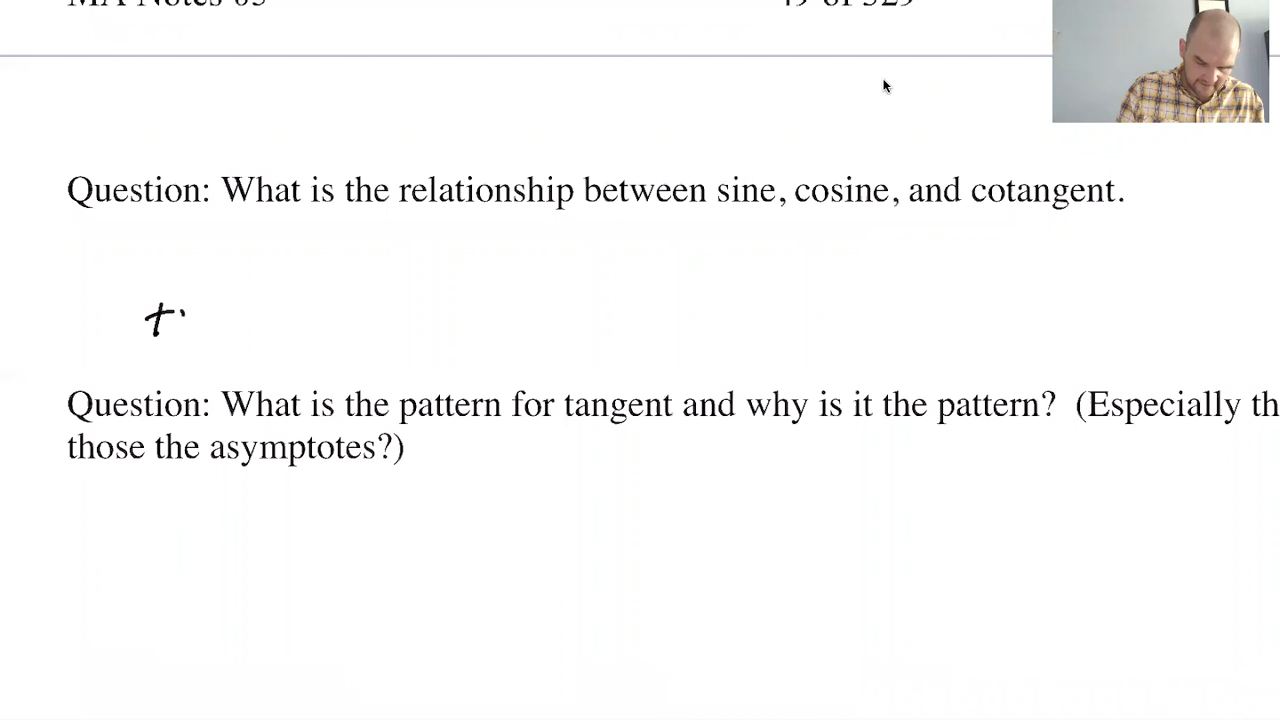 Question: What is the relationship between sine, cosine, and cotangent.
t
Question: What is the pattern for tangent and why is it the pattern? (Especially th
those the asymptotes?)